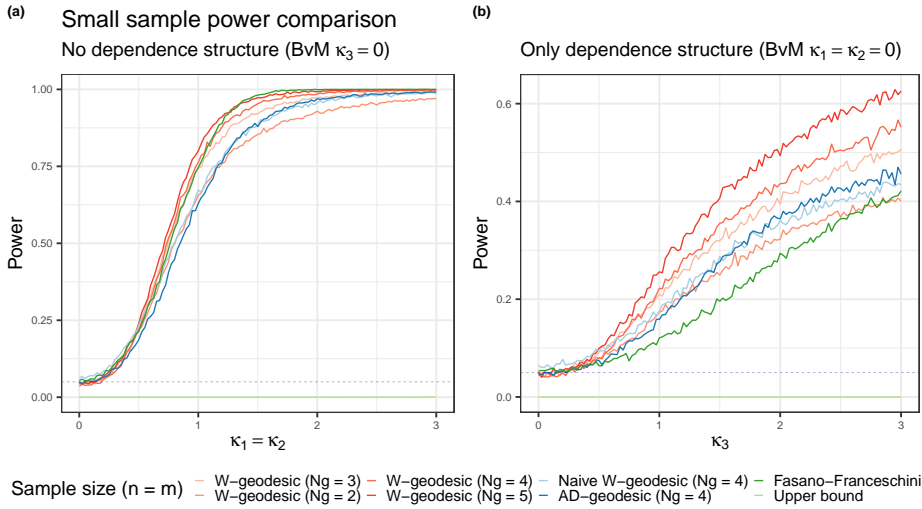 (a)
Small sample power comparison
No dependence structure (BvM κ₃ = 0)
Power
1.00
0.75
0.50
0.25
0.00
0
1
2
3
κ₁ = κ₂
(b)
Only dependence structure (BvM κ₁ = κ₂ = 0)
Power
0.6
0.4
0.2
0.0
0
1
2
3
κ₃
Sample size (n = m)
W−geodesic (Ng = 3)
W−geodesic (Ng = 2)
W−geodesic (Ng = 4)
W−geodesic (Ng = 5)
Naive W−geodesic (Ng = 4)
AD−geodesic (Ng = 4)
Fasano−Franceschini
Upper bound